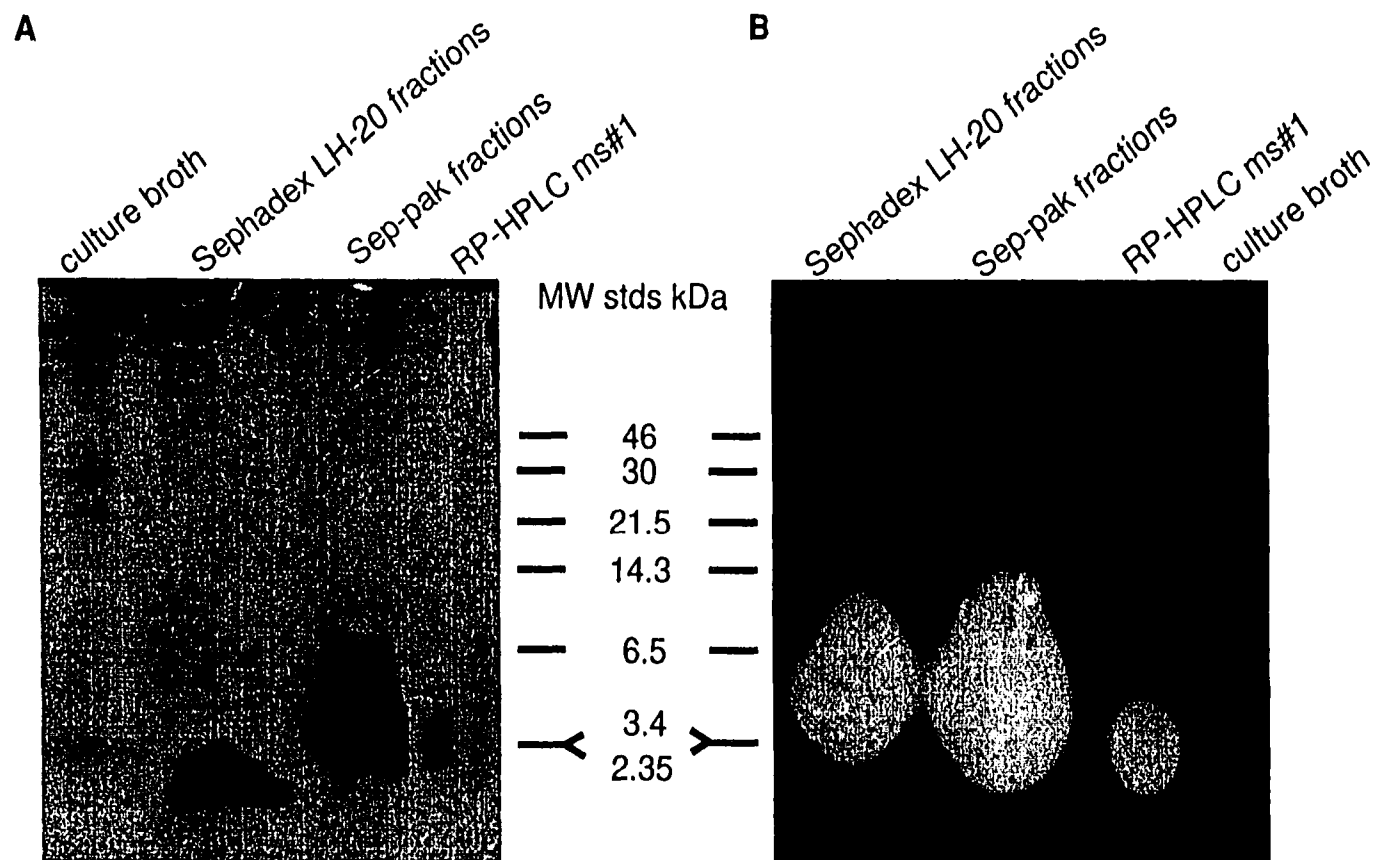 A
culture broth
Sephadex LH-20 fractions
Sep-pak fractions
RP-HPLC ms#1
MW stds kDa
46
30
21.5
14.3
6.5
3.4
2.35
B
Sephadex LH-20 fractions
Sep-pak fractions
RP-HPLC ms#1
culture broth